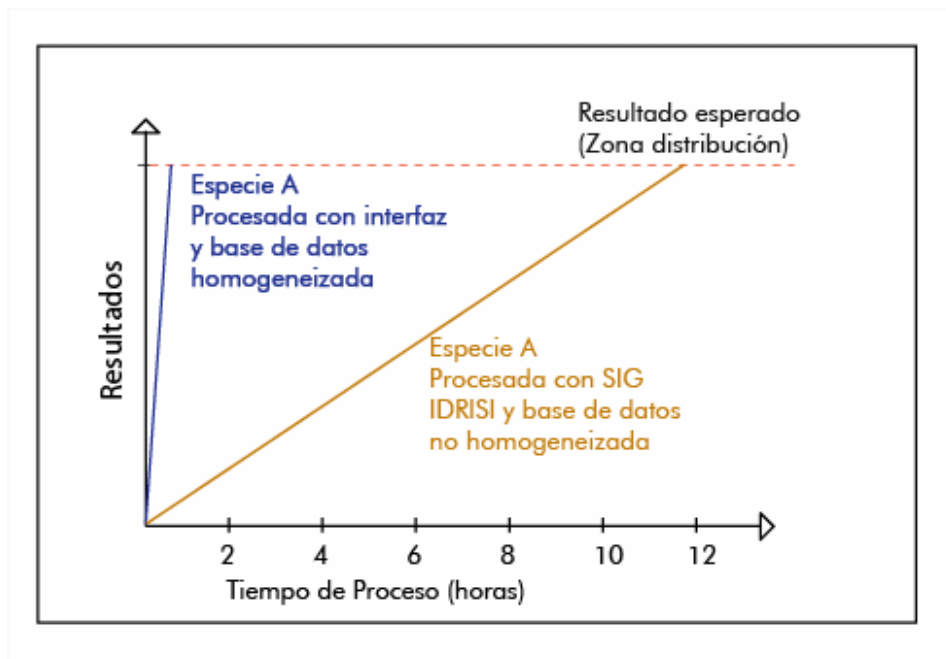 Resultado esperado
(Zona distribución)
Especie A
Procesada con interfaz
y base de datos
homogeneizada
Resultados
Especie A
Procesada con SIG
IDRISI y base de datos
no homogeneizada
2 4 6 8 10 12
Tiempo de Proceso (horas)